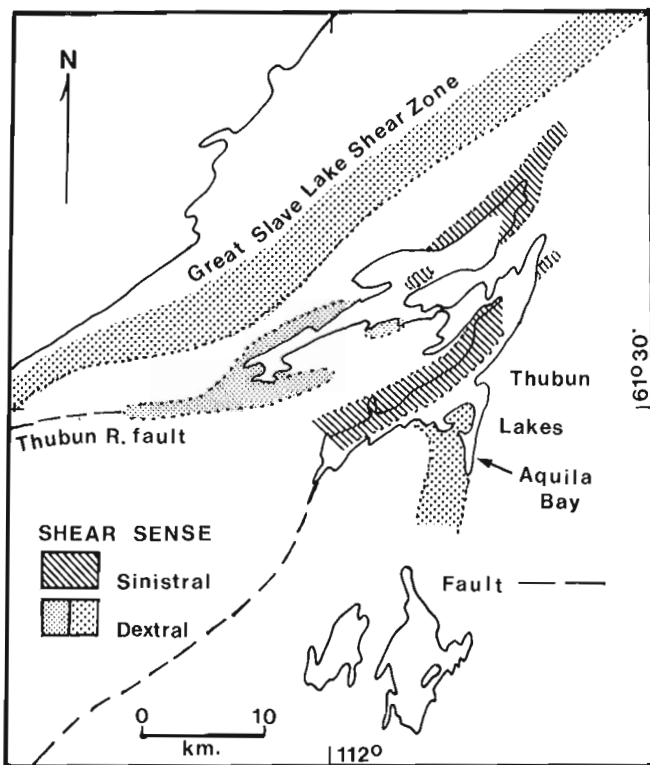 N
Great Slave Lake Shear Zone
61° 30'
Thubun
Lakes
Thubun R. fault
Aquila
Bay
SHEAR SENSE
Sinistral
Dextral
Fault
0 10
km.
112°